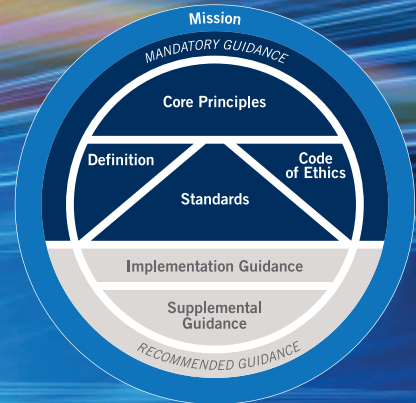 Mission
MANDATORY GUIDANCE
Core Principles
Definition
Code
of Ethics
Standards
Implementation Guidance
Supplemental
Guidance
RECOMMENDED GUIDANCE